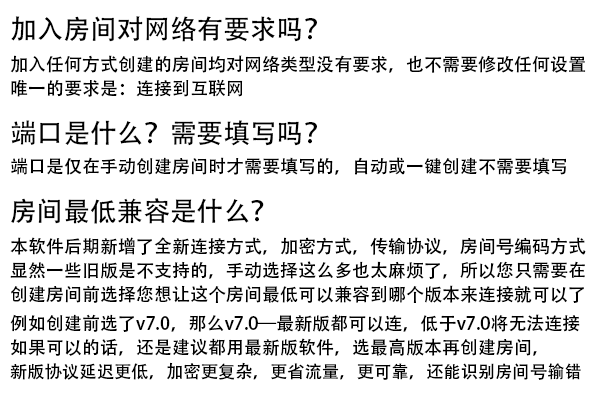 加入房间对网络有要求吗？
加入任何方式创建的房间均对网络类型没有要求，也不需要修改任何设置
唯一的要求是：连接到互联网
端口是什么？需要填写吗？
端口是仅在手动创建房间时才需要填写的，自动或一键创建不需要填写
房间最低兼容是什么？
本软件后期新增了全新连接方式，加密方式，传输协议，房间号编码方式
显然一些旧版是不支持的，手动选择这么多也太麻烦了，所以您只需要在
创建房间前选择您想让这个房间最低可以兼容到哪个版本来连接就可以了
例如创建前选了v7.0，那么v7.0—最新版都可以连，低于v7.0将无法连接
如果可以的话，还是建议都用最新版软件，选最高版本再创建房间，
新版协议延迟更低，加密更复杂，更省流量，更可靠，还能识别房间号输错